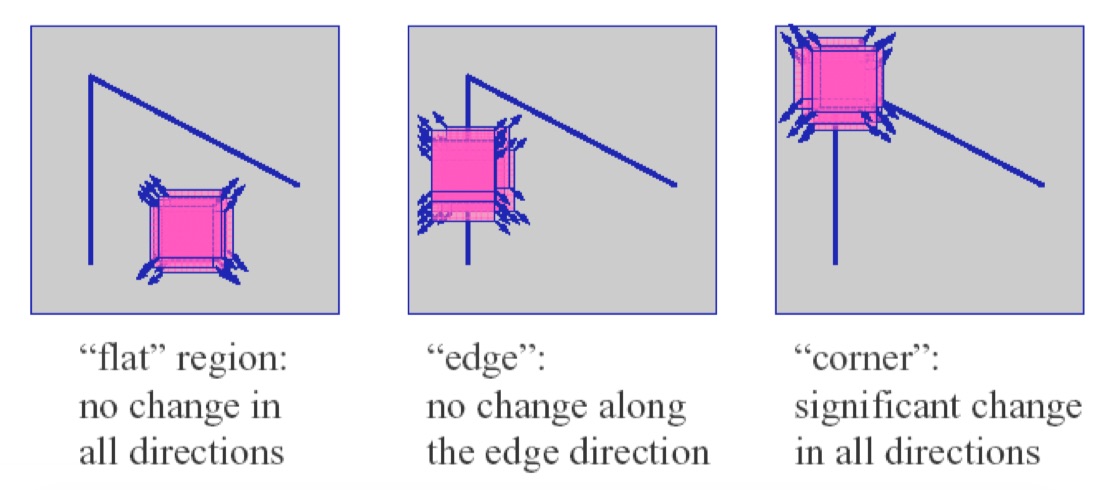 “flat” region:
no change in
all directions
“edge”:
no change along
the edge direction
“corner”:
significant change
in all directions